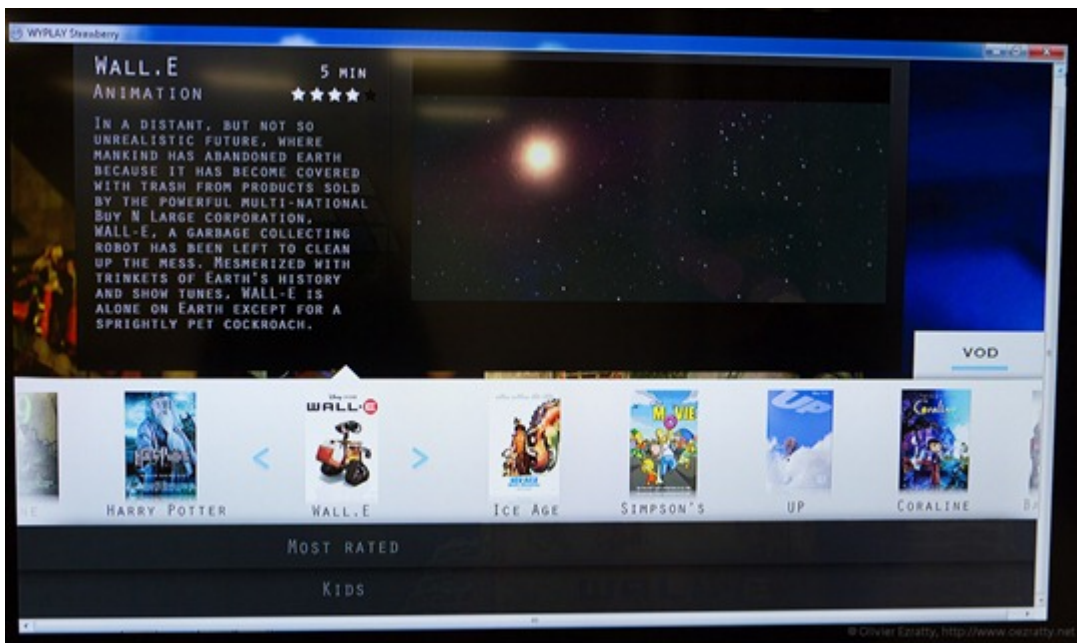 WYPLAY Strawberry
WALL.E
5 MIN
ANIMATION
IN A DISTANT, BUT NOT SO
UNREALISTIC FUTURE, WHERE
MANKIND HAS ABANDONED EARTH
BECAUSE IT HAS BECOME COVERED
WITH TRASH FROM PRODUCTS SOLD
BY THE POWERFUL MULTI-NATIONAL
BUY N LARGE CORPORATION,
WALL-E, A GARBAGE COLLECTING
ROBOT HAS BEEN LEFT TO CLEAN
UP THE MESS. MESMERIZED WITH
TRINKETS OF EARTH'S HISTORY
AND SHOW TUNES, WALL-E IS
ALONE ON EARTH EXCEPT FOR A
SPRIGHTLY PET COCKROACH.
VOD
WALL·E
MOVIE
UP
Coraline
HARRY POTTER
<
WALL.E
>
ICE AGE
SIMPSON'S
UP
CORALINE
MOST RATED
KIDS
© Olivier Ezratty, http://www.oezratty.net